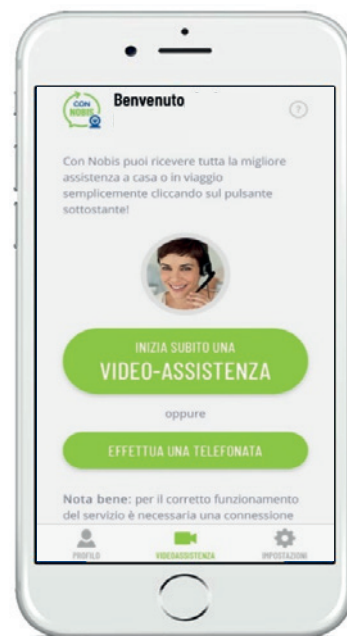 CON
NOBIS
Benvenuto
?
Con Nobis puoi ricevere tutta la migliore
assistenza a casa o in viaggio
semplicemente cliccando sul pulsante
sottostante!
INIZIA SUBITO UNA
VIDEO-ASSISTENZA
oppure
EFFETTUA UNA TELEFONATA
Nota bene: per il corretto funzionamento
del servizio è necessaria una connessione
PROFILO
VIDEOASSISTENZA
IMPOSTAZIONI